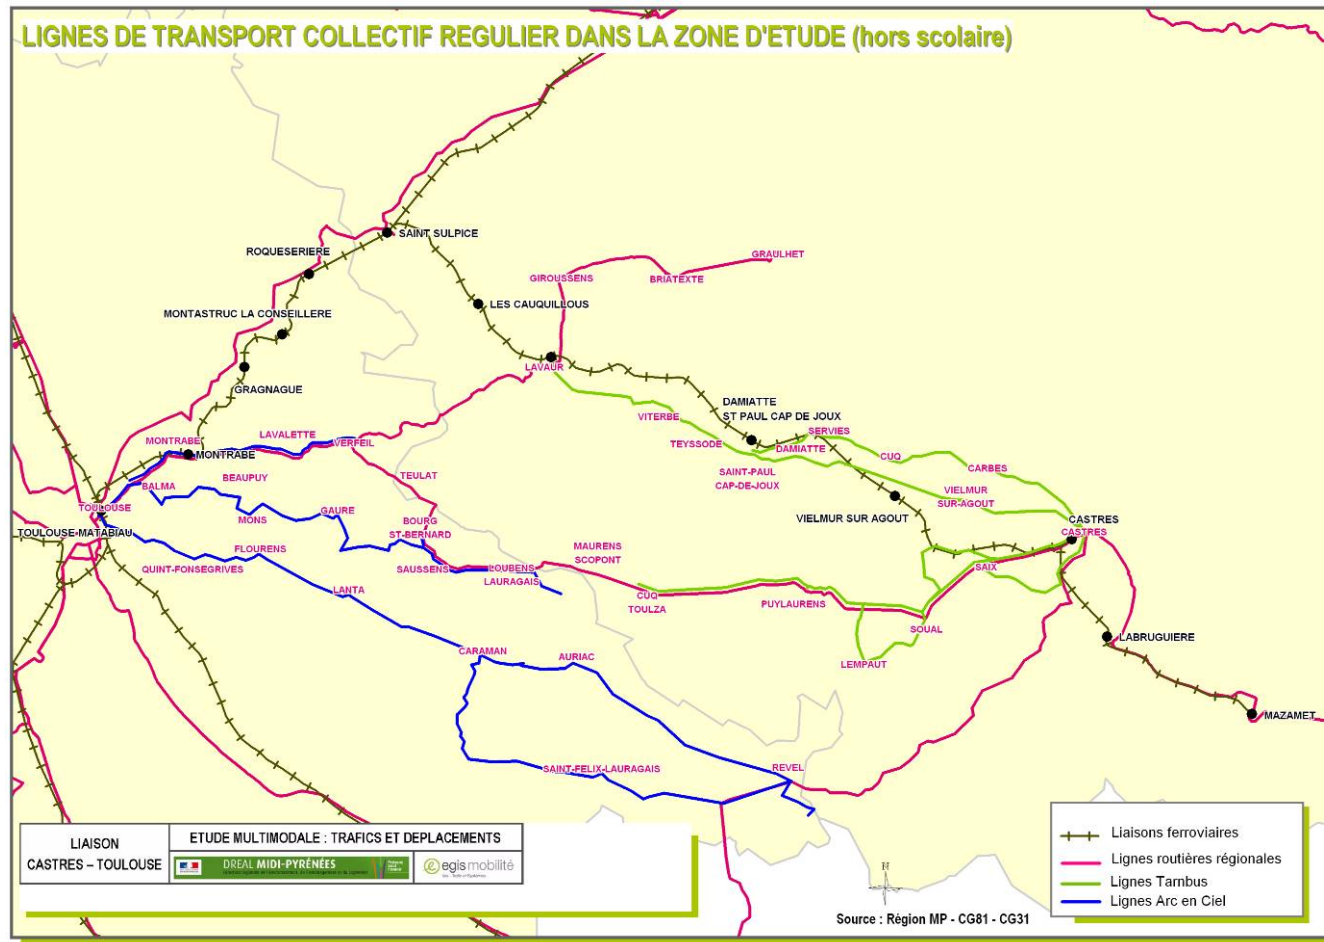 LIGNES DE TRANSPORT COLLECTIF REGULIER DANS LA ZONE D'ETUDE (hors scolaire)
SAINT SULPICE
ROQUESERIERE
GRAULHET
GIROUSSENS
BRIATEXTE
LES CAUQUILLOUS
MONTASTRUC LA CONSEILLERE
LAVAUR
GRAGNAGUE
DAMIATTE
ST PAUL CAP DE JOUX
VITERBE
SERVIES
LAVALETTE
MONTRABE
VERFEIL
TEYSSODE
DAMIATTE
MONTRABE
CUQ
CARBES
SAINT-PAUL
CAP-DE-JOUX
TEULAT
BEAUPUY
BALMA
VIELMUR
SUR-AGOUT
TOULOUSE
GAURE
MONS
BOURG
ST-BERNARD
VIELMUR SUR AGOUT
CASTRES
CASTRES
TOULOUSE-MATABIAU
MAURENS
SCOPONT
FLOURENS
QUINT-FONSEGRIVES
SAUSSENS
LOUBENS
LAURAGAIS
SAIX
LANTA
CUQ
TOULZA
PUYLAURENS
SOUAL
LABRUGUIERE
CARAMAN
AURIAC
LEMPAUT
MAZAMET
SAINT-FELIX-LAURAGAIS
REVEL
LIAISON
CASTRES – TOULOUSE
ETUDE MULTIMODALE : TRAFICS ET DEPLACEMENTS
DREAL MIDI-PYRÉNÉES
egis mobilité
N
Source : Région MP - CG81 - CG31
Liaisons ferroviaires
Lignes routières régionales
Lignes Tarnbus
Lignes Arc en Ciel